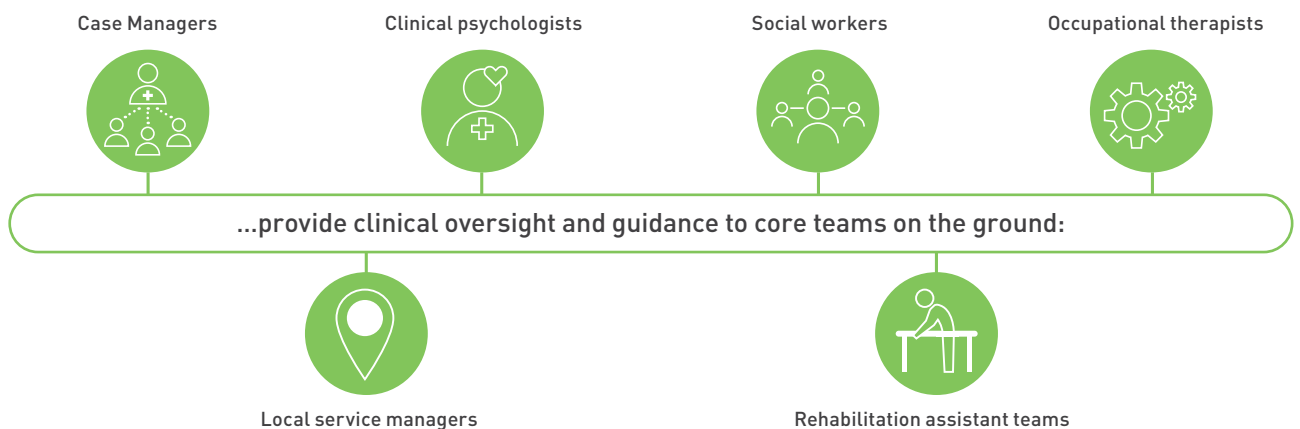 Case Managers
Clinical psychologists
Social workers
Occupational therapists
...provide clinical oversight and guidance to core teams on the ground:
Local service managers
Rehabilitation assistant teams